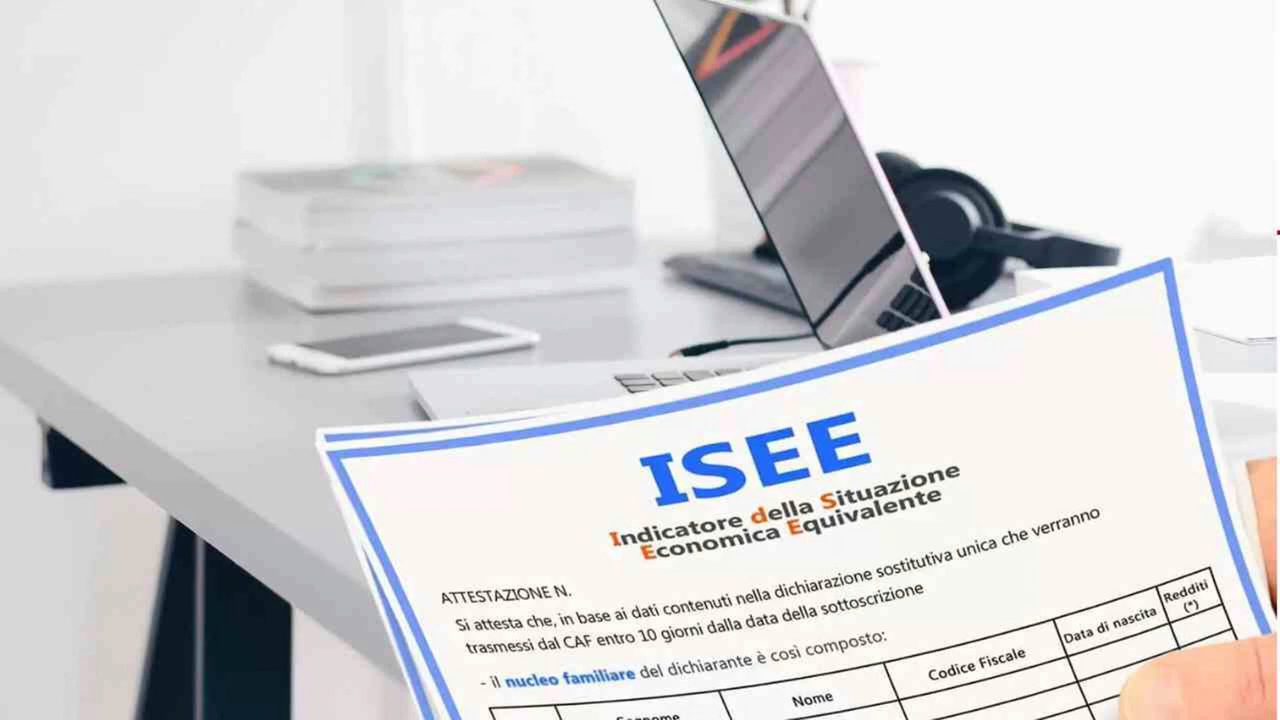 ISEE
Indicatore della Situazione
Economica Equivalente
ATTESTAZIONE N.
Si attesta che, in base ai dati contenuti nella dichiarazione sostitutiva unica che verranno
trasmessi dal CAF entro 10 giorni dalla data della sottoscrizione
- il nucleo familiare del dichiarante è così composto:
Cognome Nome Codice Fiscale Data di nascita Redditi
(*)